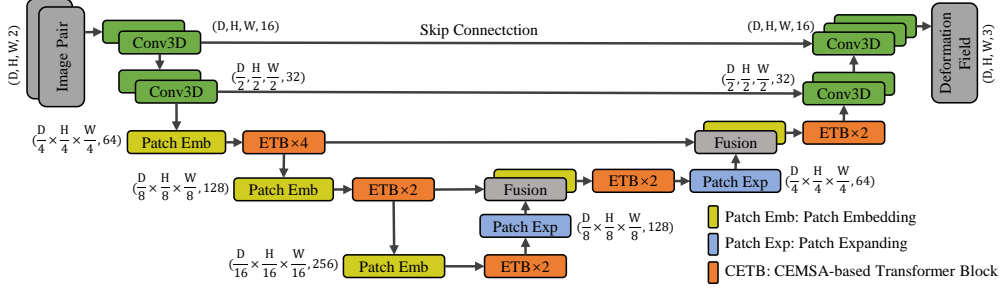 (D, H, W, 2)
Image Pair
Conv3D
(D, H, W, 16)
Skip Connectction
(D, H, W, 16)
Conv3D
Deformation
Field
(D, H, W, 3)
Conv3D
(D/2, H/2, W/2, 32)
(D/2, H/2, W/2, 32)
Conv3D
(D/4 × H/4 × W/4, 64)
Patch Emb
ETB×4
Fusion
ETB×2
(D/8 × H/8 × W/8, 128)
Patch Emb
ETB×2
Fusion
ETB×2
Patch Exp
(D/4 × H/4 × W/4, 64)
Patch Exp
(D/8 × H/8 × W/8, 128)
(D/16 × H/16 × W/16, 256)
Patch Emb
ETB×2
Patch Emb: Patch Embedding
Patch Exp: Patch Expanding
CETB: CEMSA-based Transformer Block